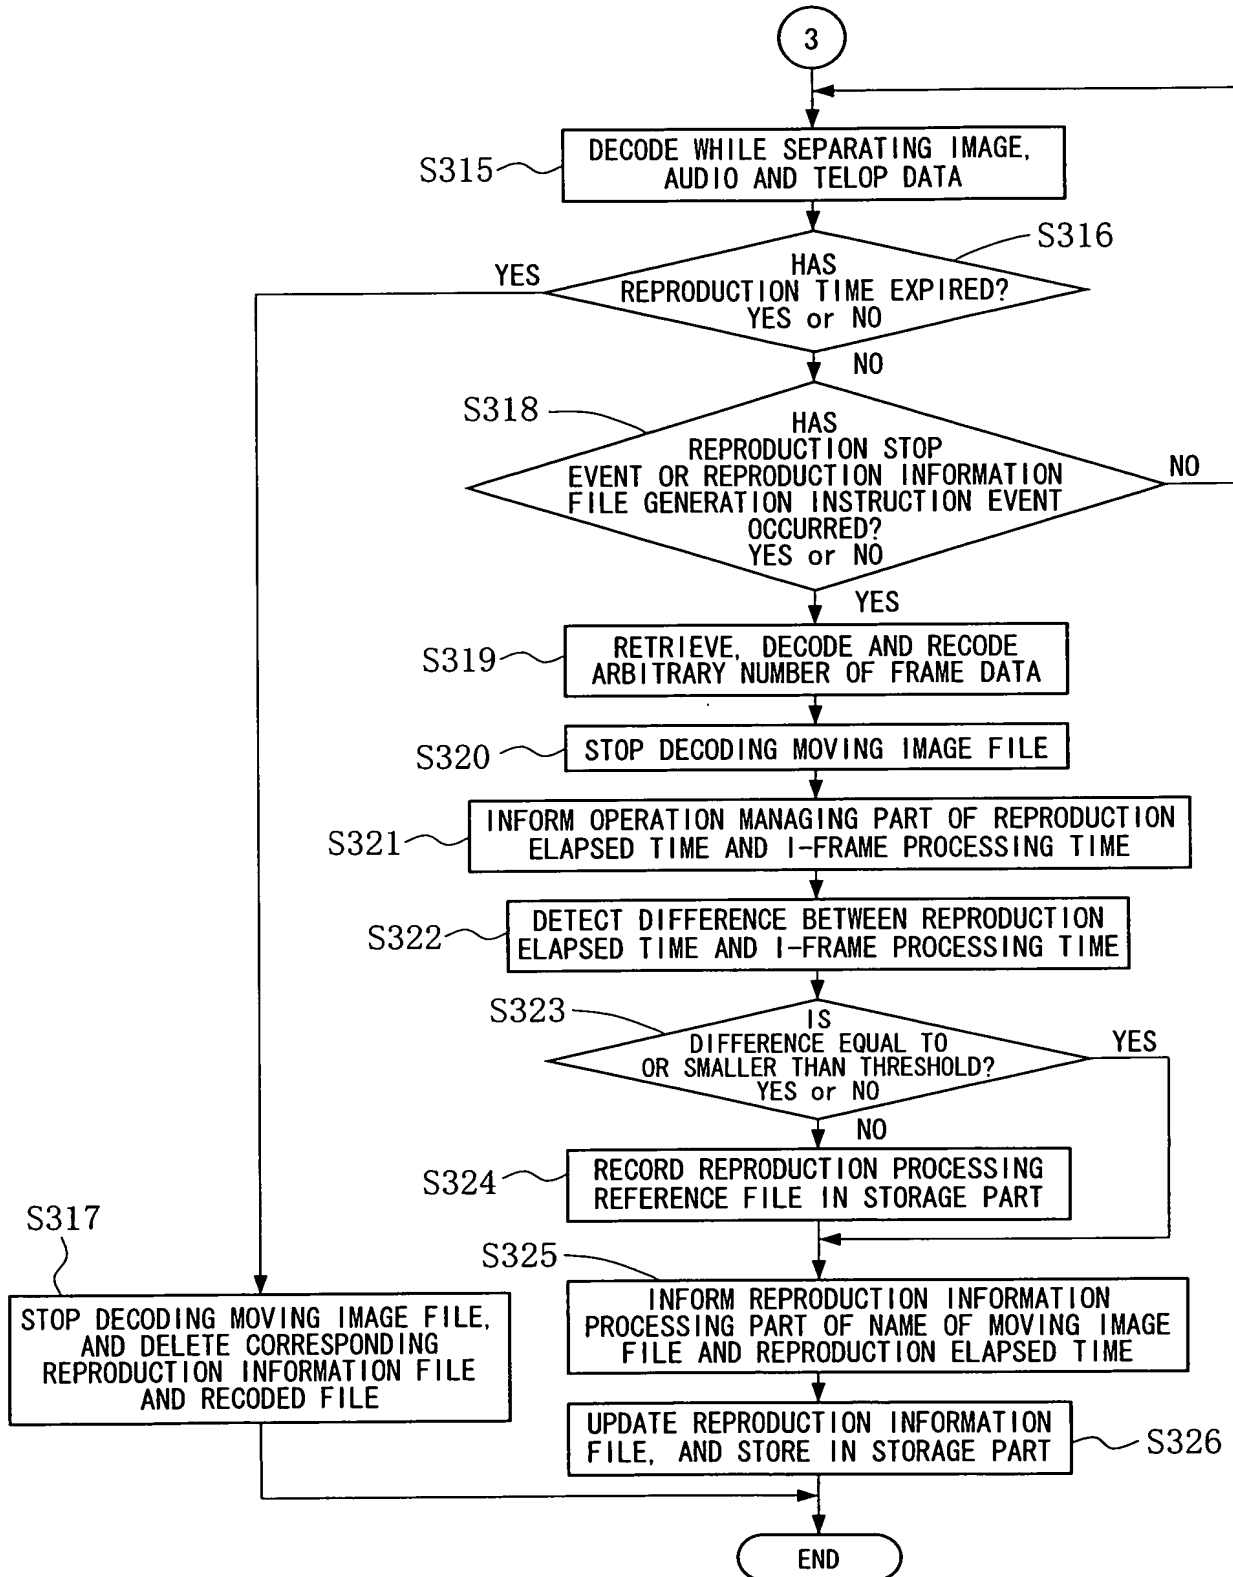 3
S315
DECODE WHILE SEPARATING IMAGE,
AUDIO AND TELOP DATA
S316
YES
HAS
REPRODUCTION TIME EXPIRED?
YES or NO
NO
S318
HAS
REPRODUCTION STOP
EVENT OR REPRODUCTION INFORMATION
FILE GENERATION INSTRUCTION EVENT
OCCURRED?
YES or NO
NO
YES
S319
RETRIEVE, DECODE AND RECODE
ARBITRARY NUMBER OF FRAME DATA
S320
STOP DECODING MOVING IMAGE FILE
S321
INFORM OPERATION MANAGING PART OF REPRODUCTION
ELAPSED TIME AND I-FRAME PROCESSING TIME
S322
DETECT DIFFERENCE BETWEEN REPRODUCTION
ELAPSED TIME AND I-FRAME PROCESSING TIME
S323
IS
DIFFERENCE EQUAL TO
OR SMALLER THAN THRESHOLD?
YES or NO
YES
NO
S324
RECORD REPRODUCTION PROCESSING
REFERENCE FILE IN STORAGE PART
S317
STOP DECODING MOVING IMAGE FILE,
AND DELETE CORRESPONDING
REPRODUCTION INFORMATION FILE
AND RECODED FILE
S325
INFORM REPRODUCTION INFORMATION
PROCESSING PART OF NAME OF MOVING IMAGE
FILE AND REPRODUCTION ELAPSED TIME
UPDATE REPRODUCTION INFORMATION
FILE, AND STORE IN STORAGE PART
S326
END